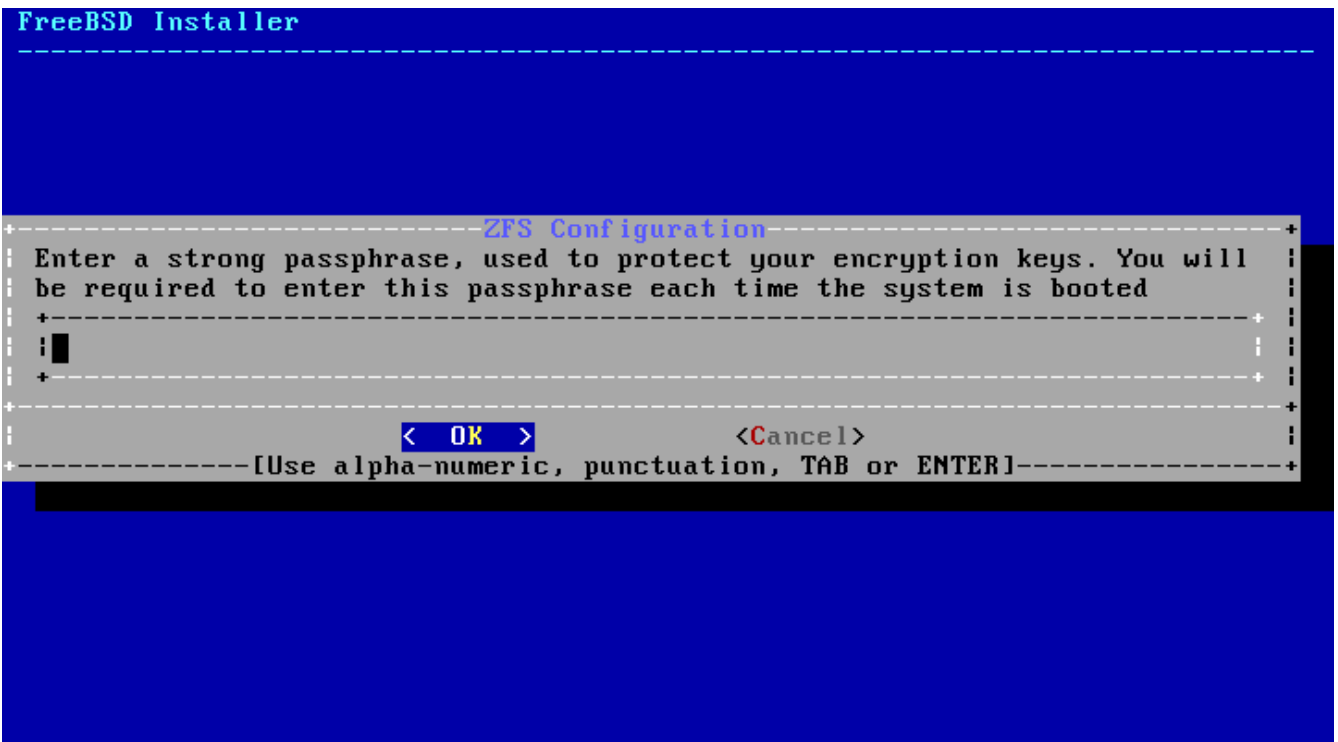 FreeBSD Installer
ZFS Configuration
Enter a strong passphrase, used to protect your encryption keys. You will
be required to enter this passphrase each time the system is booted
< OK > <Cancel>
[Use alpha-numeric, punctuation, TAB or ENTER]